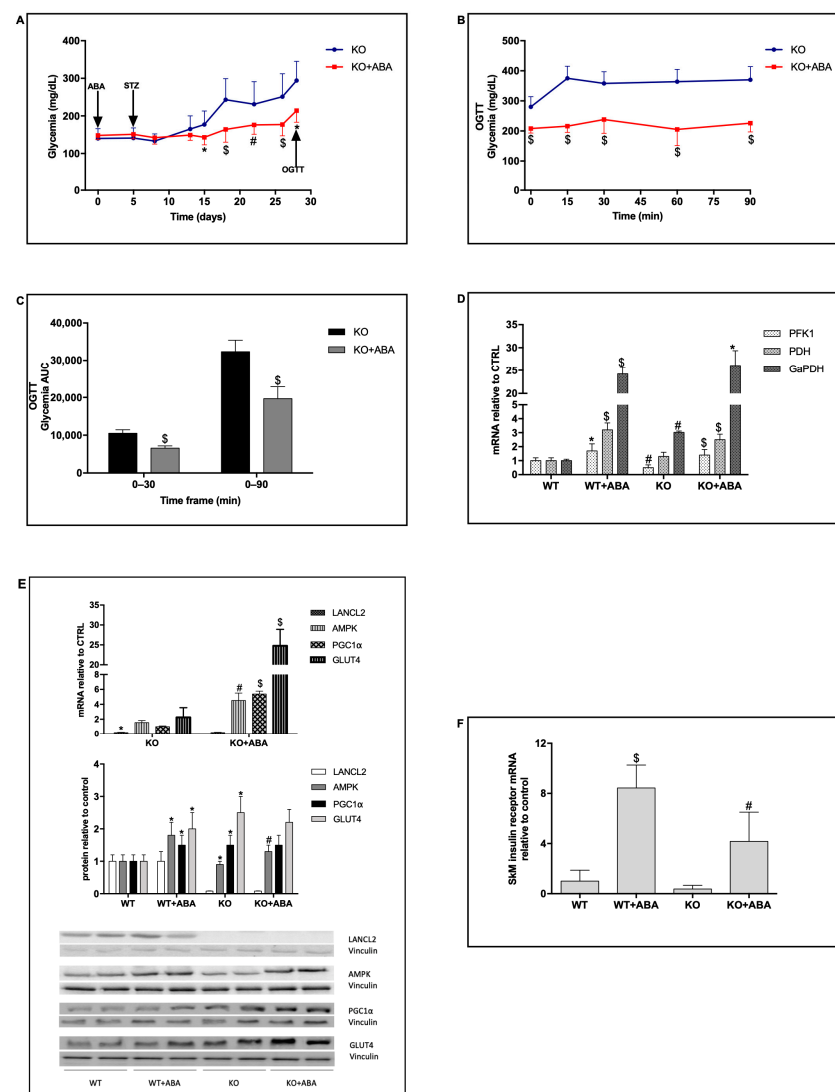 A
400
300
200
100
0
Glycemia (mg/dL)
ABA
STZ
KO
KO+ABA
*
$
#
$
*
OGTT
0
5
10
15
20
25
30
Time (days)
B
500
400
300
200
100
0
OGTT
Glycemia (mg/dL)
KO
KO+ABA
$
$
$
$
$
0
15
30
45
60
75
90
Time (min)
C
40,000
30,000
20,000
10,000
0
OGTT
Glycemia AUC
KO
KO+ABA
$
$
0–30
0–90
Time frame (min)
D
35
30
25
20
5
4
3
2
1
0
mRNA relative to CTRL
PFK1
PDH
GaPDH
*
$
$
#
#
$
$
*
WT
WT+ABA
KO
KO+ABA
E
35
30
25
20
8
6
4
2
0
mRNA relative to CTRL
LANCL2
AMPK
PGC1α
GLUT4
*
#
$
$
KO
KO+ABA
4
3
2
1
0
protein relative to control
LANCL2
AMPK
PGC1α
GLUT4
*
*
*
*
*
*
#
WT
WT+ABA
KO
KO+ABA
LANCL2
Vinculin
AMPK
Vinculin
PGC1α
Vinculin
GLUT4
Vinculin
WT
WT+ABA
KO
KO+ABA
F
12
8
4
0
SkM insulin receptor mRNA
relative to control
$
#
WT
WT+ABA
KO
KO+ABA